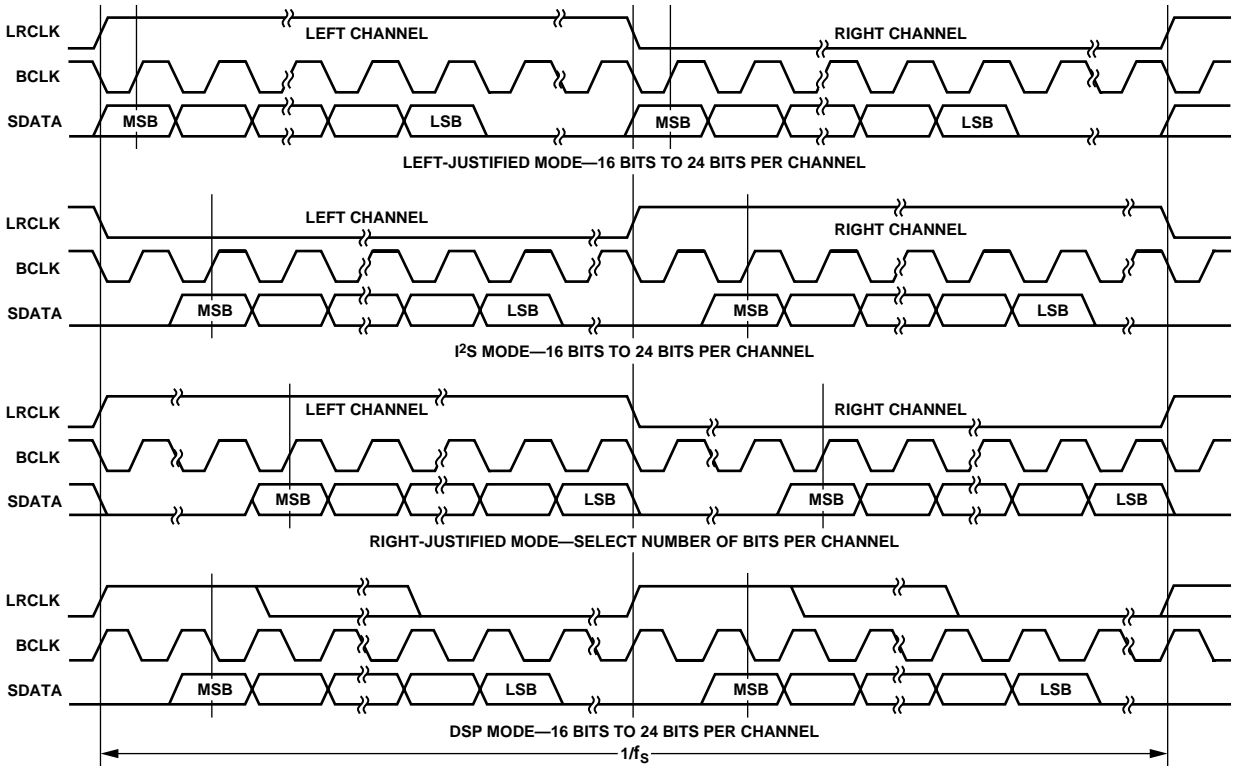 LRCLK LEFT CHANNEL RIGHT CHANNEL
BCLK
SDATA MSB LSB MSB LSB
LEFT-JUSTIFIED MODE—16 BITS TO 24 BITS PER CHANNEL
LRCLK LEFT CHANNEL RIGHT CHANNEL
BCLK
SDATA MSB LSB MSB LSB
I²S MODE—16 BITS TO 24 BITS PER CHANNEL
LRCLK LEFT CHANNEL RIGHT CHANNEL
BCLK
SDATA MSB LSB MSB LSB
RIGHT-JUSTIFIED MODE—SELECT NUMBER OF BITS PER CHANNEL
LRCLK
BCLK
SDATA MSB LSB MSB LSB
DSP MODE—16 BITS TO 24 BITS PER CHANNEL
1/fS